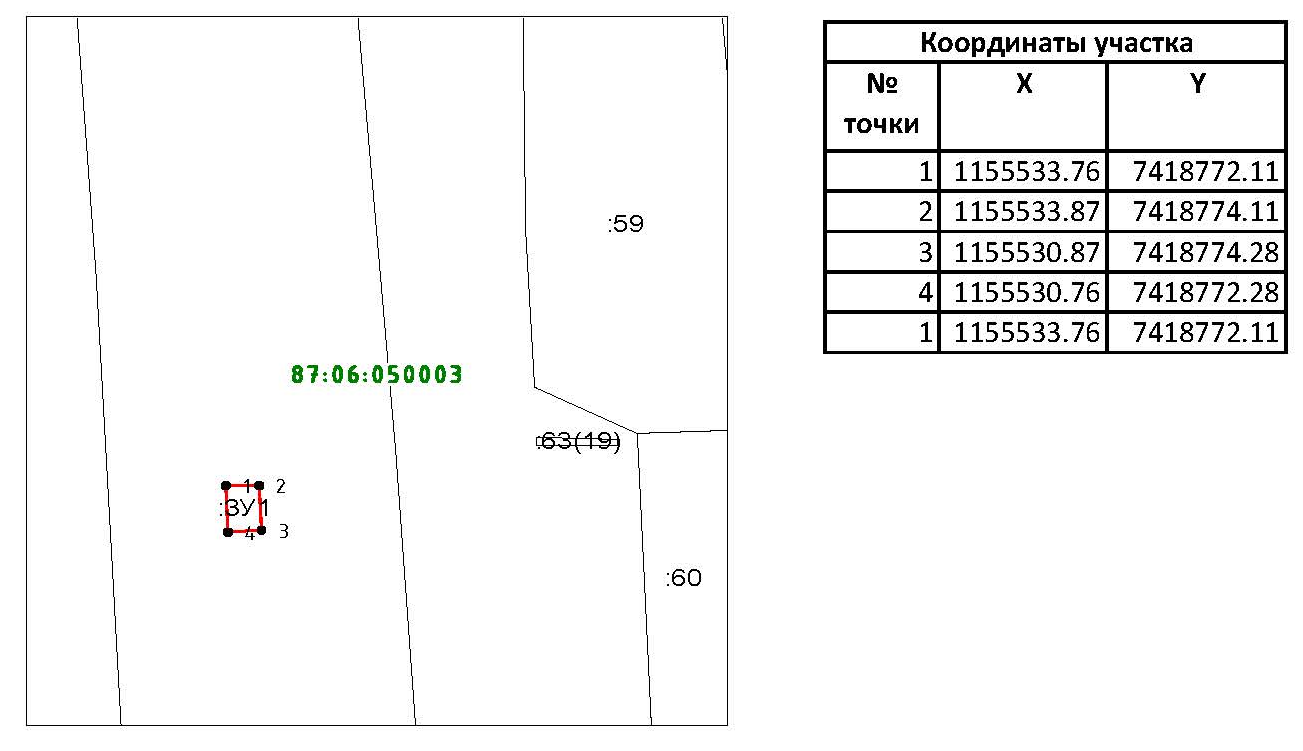 :59
87:06:050003
:63(19)
1 2
:ЗУ1
4 3
:60
Координаты участка
№ точки X Y
1 1155533.76 7418772.11
2 1155533.87 7418774.11
3 1155530.87 7418774.28
4 1155530.76 7418772.28
1 1155533.76 7418772.11